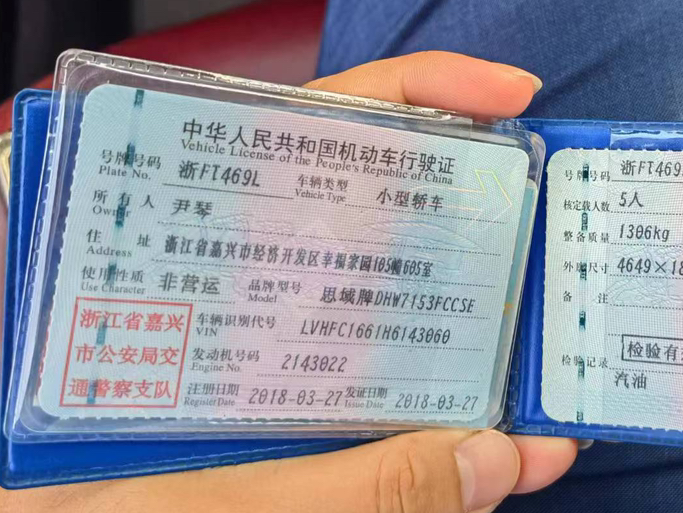 中华人民共和国机动车行驶证
Vehicle License of the People's Republic of China
号牌号码 浙FT469L 车辆类型 小型轿车
Plate No. Vehicle Type
所有人 尹琴
Owner
住址 浙江省嘉兴市经济开发区幸福家园105幢605室
Address
使用性质 非营运 品牌型号 思域牌DHW7153FCCSE
Use Character Model
浙江省嘉兴
市公安局交
通警察支队
车辆识别代号 LVHFC1661H6143060
VIN
发动机号码 2143022
Engine No.
注册日期 2018-03-27 发证日期 2018-03-27
Register Date Issue Date
号牌号码 浙FT469
核定载人数 5人
整备质量 1306kg
外廓尺寸 4649×18
备注
检验有
检验记录
汽油